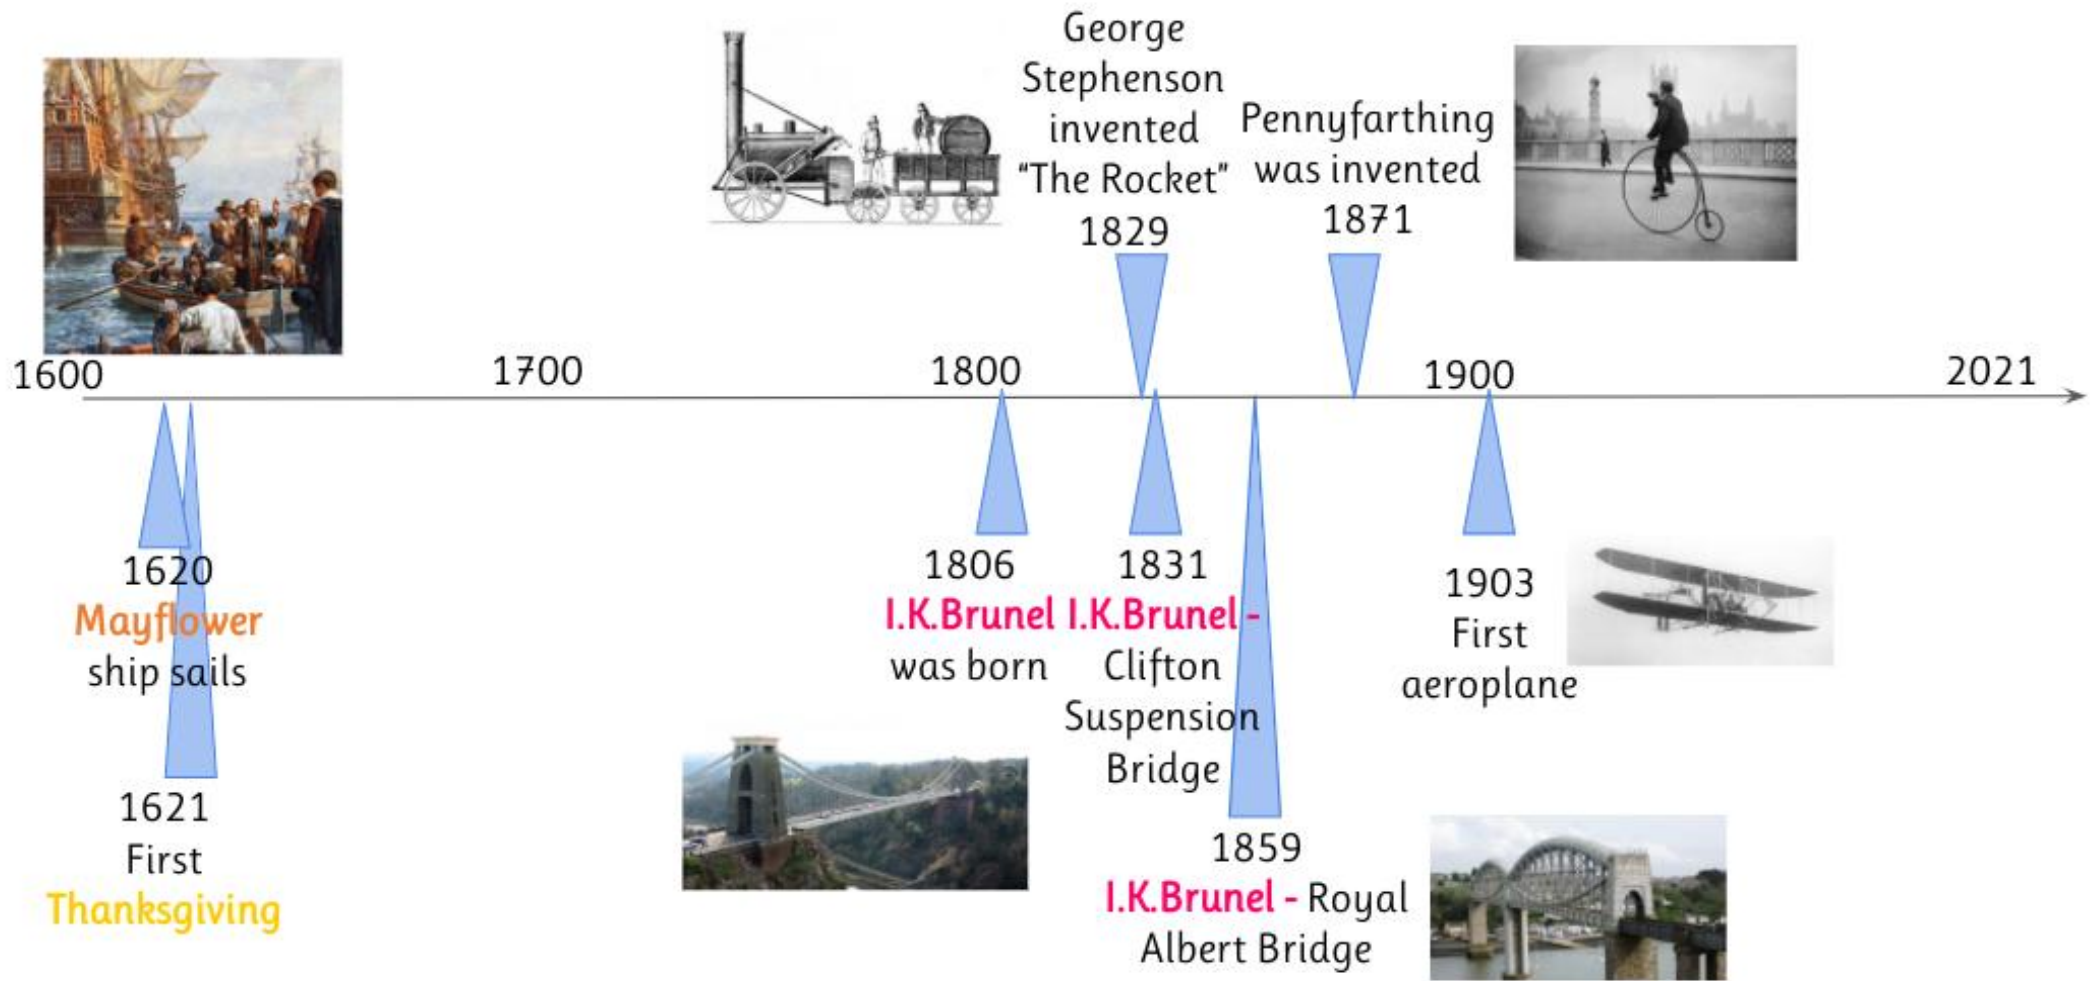 George
Stephenson
invented
“The Rocket”
1829
Pennyfarthing
was invented
1871
1600
1700
1800
1900
2021
1620
Mayflower
ship sails
1621
First
Thanksgiving
1806
I.K.Brunel
was born
1831
I.K.Brunel -
Clifton
Suspension
Bridge
1859
I.K.Brunel - Royal
Albert Bridge
1903
First
aeroplane